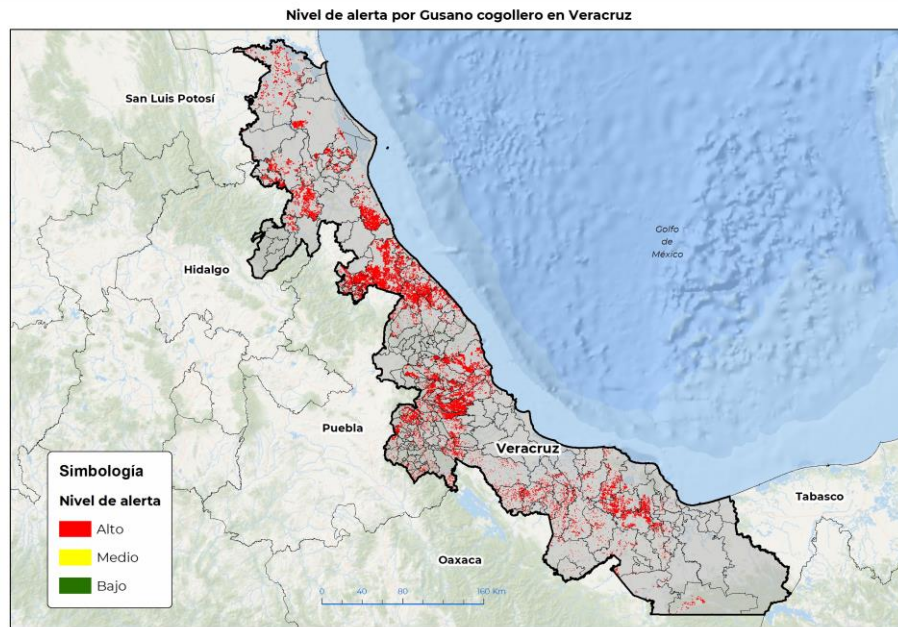 Nivel de alerta por Gusano cogollero en Veracruz
San Luis Potosí
Golfo
de
México
Hidalgo
Puebla
Veracruz
Tabasco
Oaxaca
Simbología
Nivel de alerta
Alto
Medio
Bajo
0 40 80 160 Km